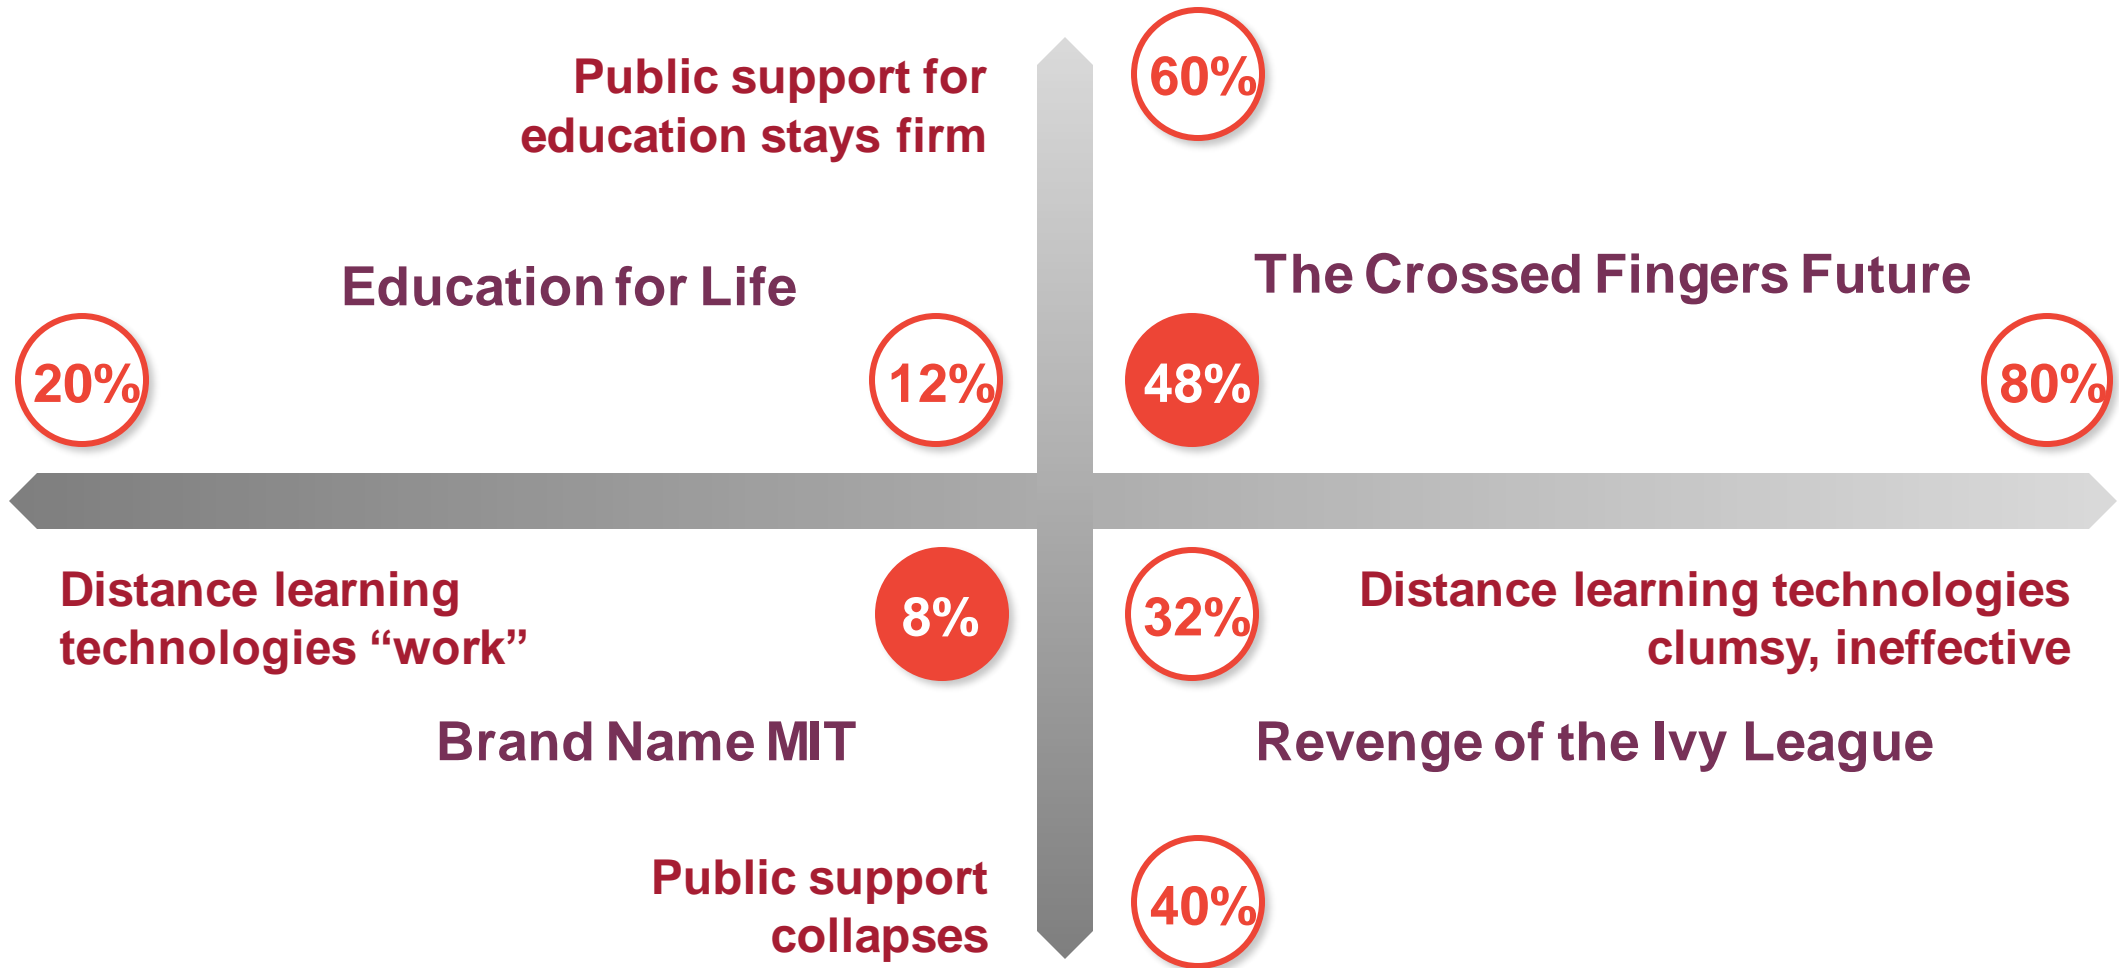 60%
Public support for
education stays firm
Education for Life
The Crossed Fingers Future
20%
12%
48%
80%
Distance learning
technologies “work”
8%
32%
Distance learning technologies
clumsy, ineffective
Brand Name MIT
Revenge of the Ivy League
Public support
collapses
40%